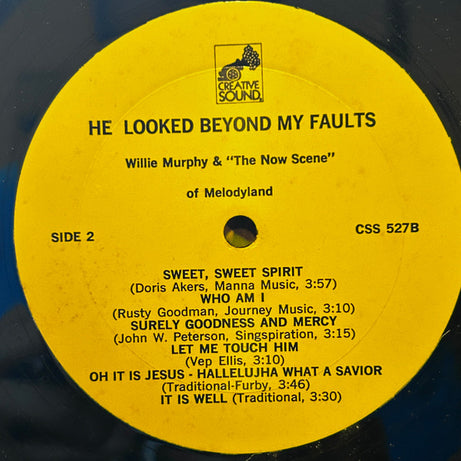 CREATIVE
SOUND
HE LOOKED BEYOND MY FAULTS
Willie Murphy & "The Now Scene"
of Melodyland
SIDE 2
CSS 527B
SWEET, SWEET SPIRIT
(Doris Akers, Manna Music, 3:57)
WHO AM I
(Rusty Goodman, Journey Music, 3:10)
SURELY GOODNESS AND MERCY
(John W. Peterson, Singspiration, 3:15)
LET ME TOUCH HIM
(Vep Ellis, 3:10)
OH IT IS JESUS - HALLELUJHA WHAT A SAVIOR
(Traditional-Furby, 3:46)
IT IS WELL (Traditional, 3:30)